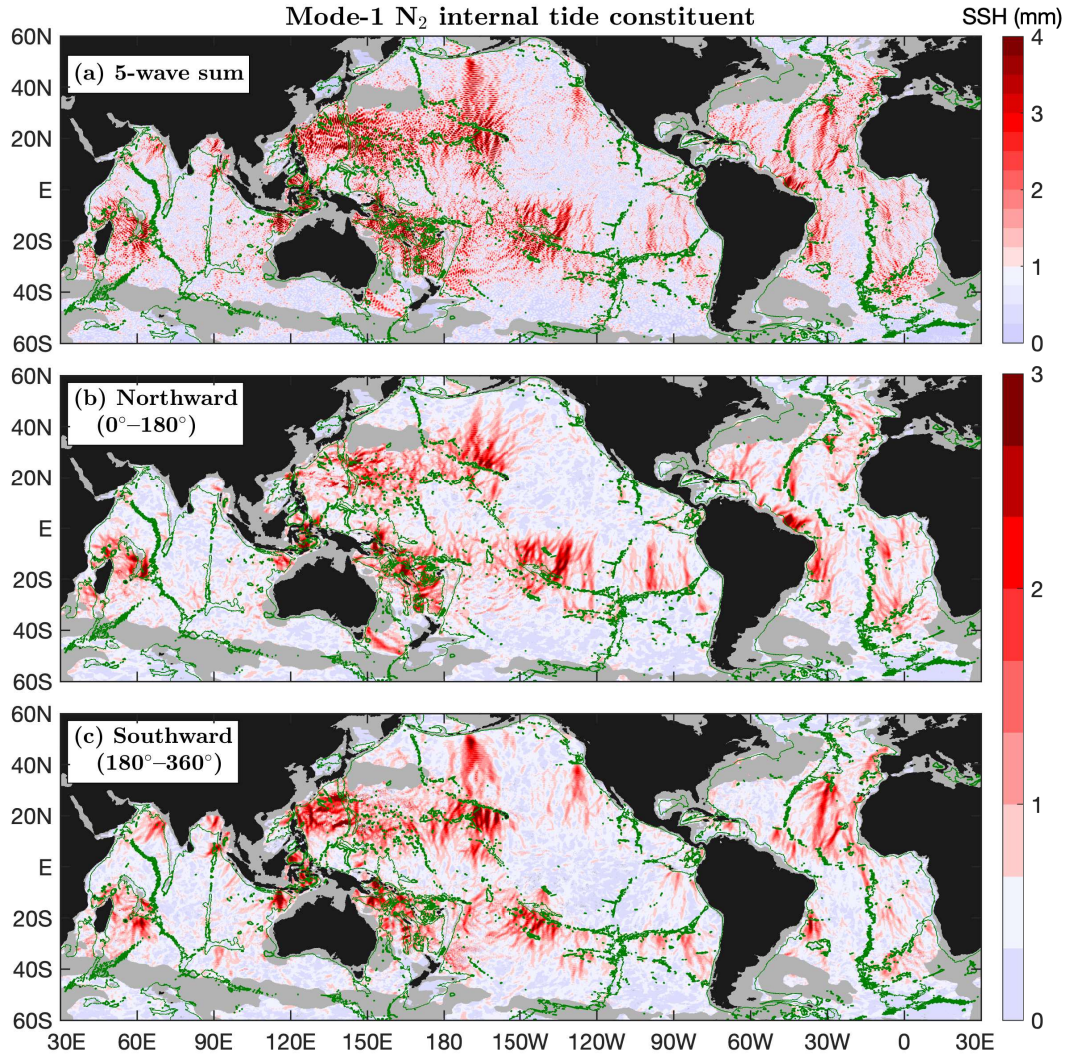 Mode-1 N₂ internal tide constituent
SSH (mm)
(a) 5-wave sum
60N
40N
20N
E
20S
40S
60S
4
3
2
1
0
(b) Northward
(0°–180°)
60N
40N
20N
E
20S
40S
60S
(c) Southward
(180°–360°)
60N
40N
20N
E
20S
40S
60S
3
2
1
0
30E 60E 90E 120E 150E 180 150W 120W 90W 60W 30W 0 30E